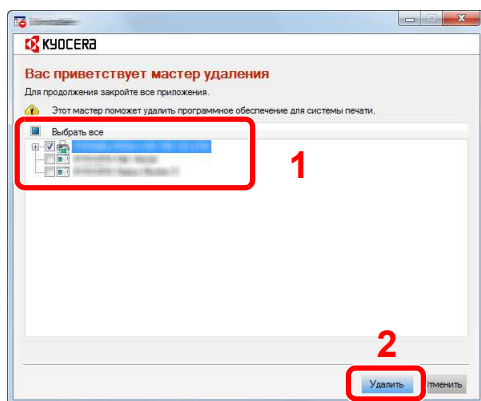 KYOCERA
Вас приветствует мастер удаления
Для продолжения закройте все приложения.
Этот мастер поможет удалить программное обеспечение для системы печати.
Выбрать все
1
2
Удалить